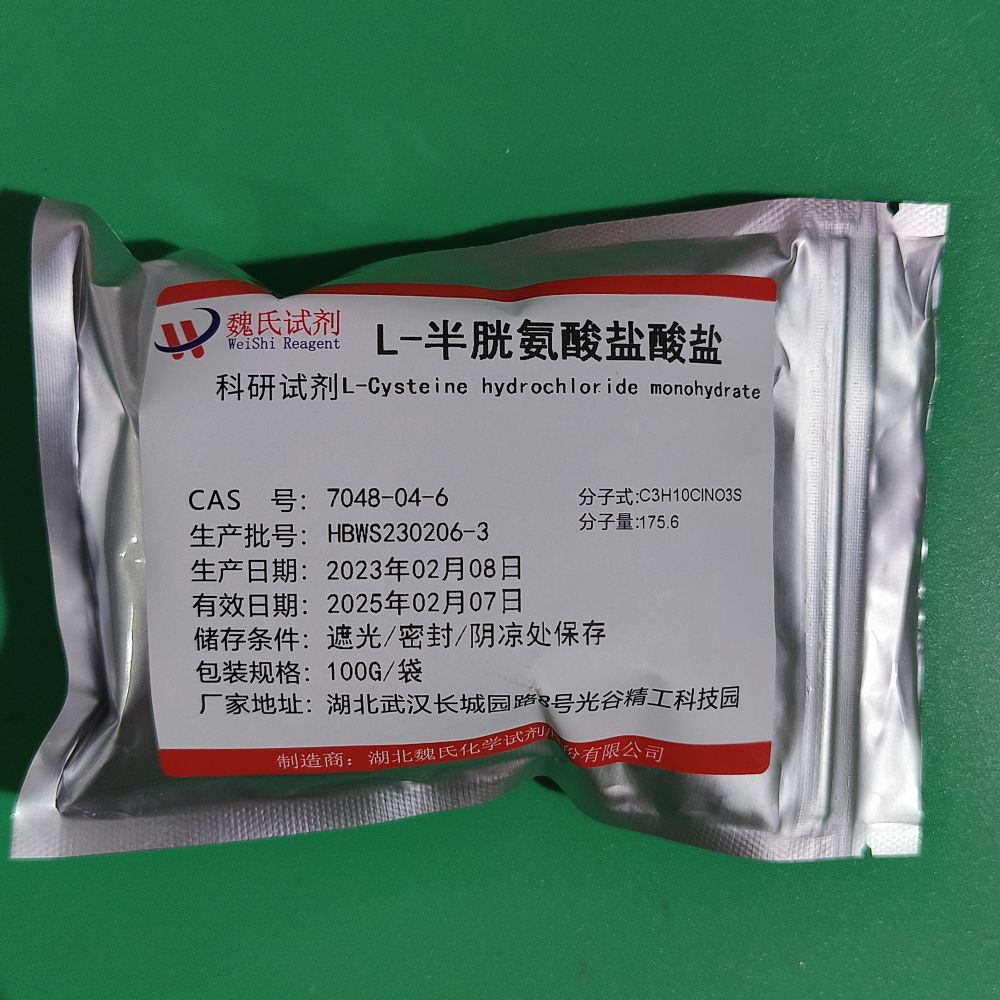 魏氏试剂
WeiShi Reagent
L-半胱氨酸盐酸盐
科研试剂L-Cysteine hydrochloride monohydrate
CAS 号：7048-04-6
分子式:C3H10ClNO3S
生产批号：HBWS230206-3
分子量:175.6
生产日期：2023年02月08日
有效日期：2025年02月07日
储存条件：遮光/密封/阴凉处保存
包装规格：100G/袋
厂家地址：湖北武汉长城园路8号光谷精工科技园
制造商：湖北魏氏化学试剂 份有限公司